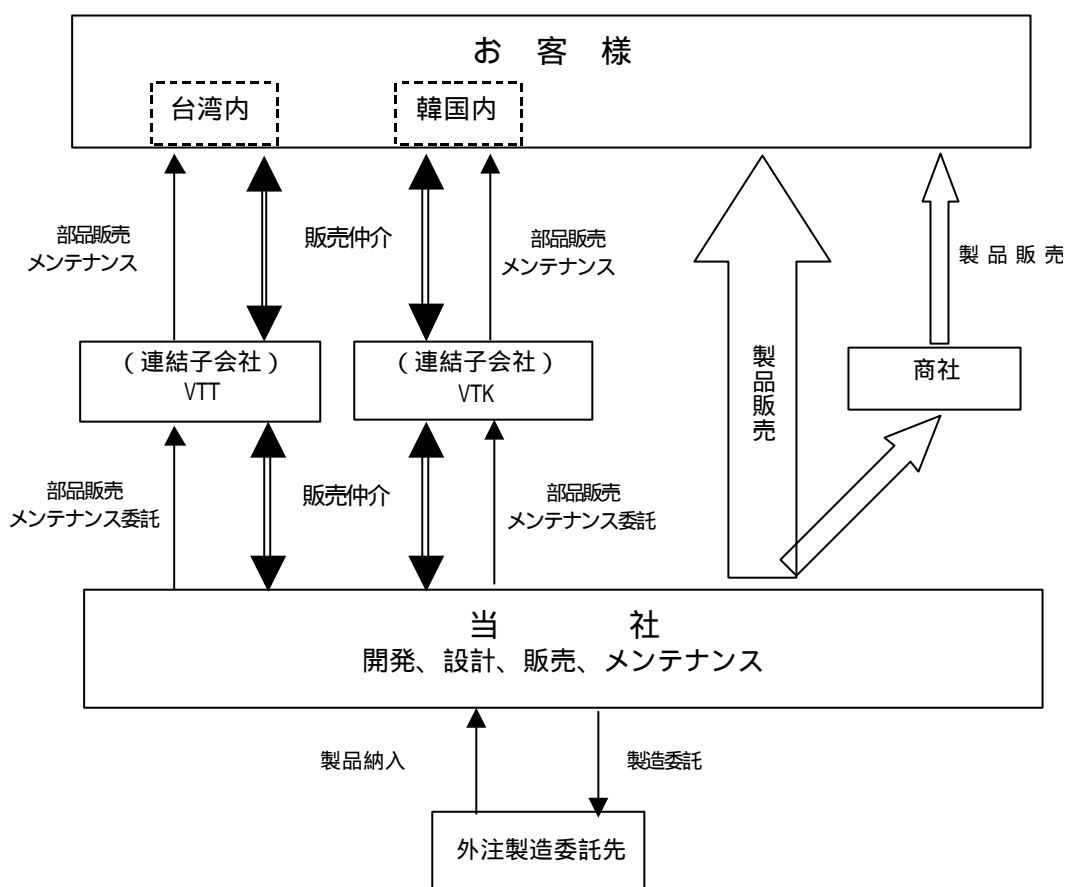 お客様
台湾内
韓国内
部品販売
メンテナンス
販売仲介
部品販売
メンテナンス
製品販売
(連結子会社)
VTT
(連結子会社)
VTK
製品販売
商社
部品販売
メンテナンス委託
販売仲介
部品販売
メンテナンス委託
当社
開発、設計、販売、メンテナンス
製品納入
製造委託
外注製造委託先